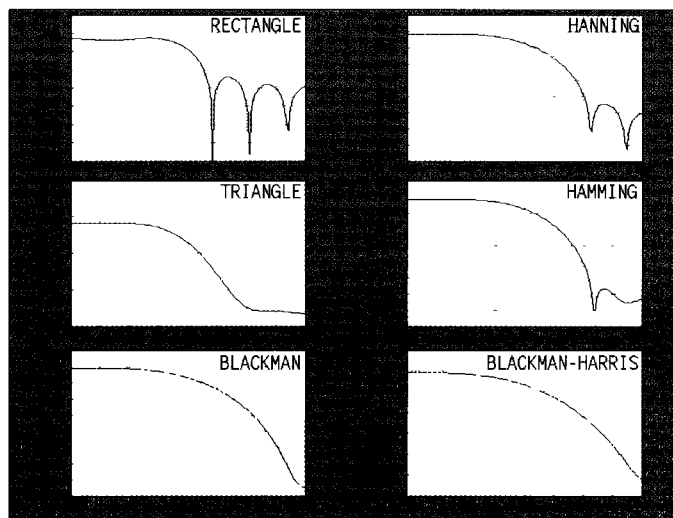 RECTANGLE
HANNING
TRIANGLE
HAMMING
BLACKMAN
BLACKMAN-HARRIS